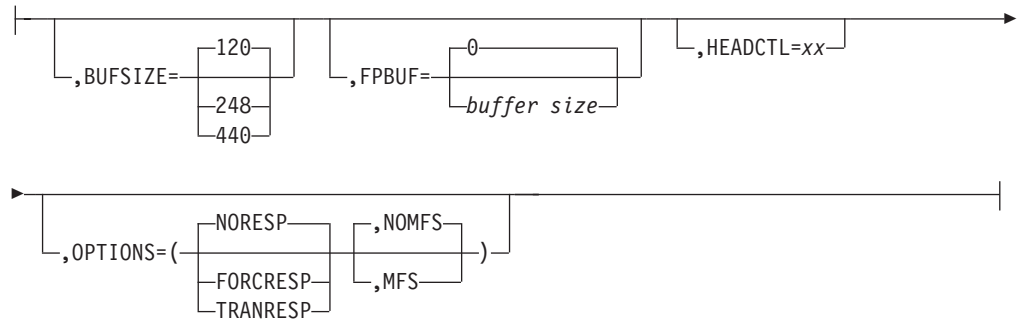 120
0
,HEADCTL=xx
,BUFSIZE=
,FPBUF=
248
buffer size
440
NORESP
,NOMFS
,OPTIONS=(
)
FORCRESP
,MFS
TRANRESP